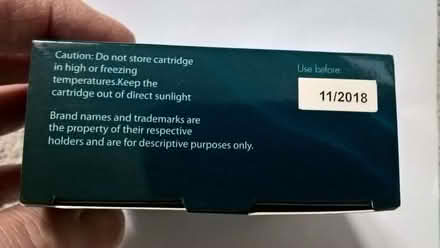 Caution: Do not store cartridge
in high or freezing
temperatures.Keep the
cartridge out of direct sunlight
Brand names and trademarks are
the property of their respective
holders and are for descriptive purposes only.
Use before:
11/2018